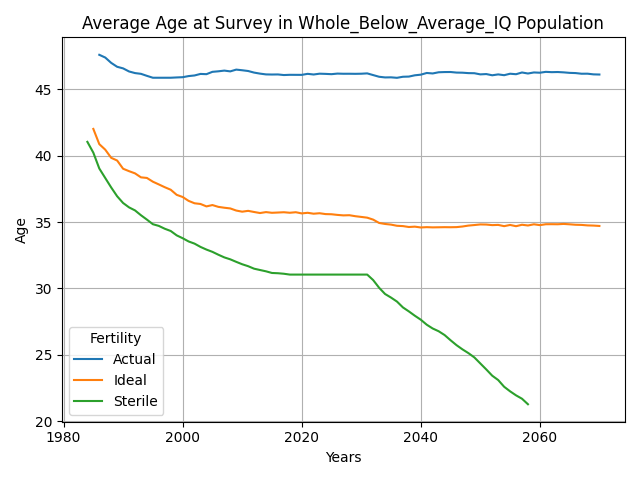 Average Age at Survey in Whole_Below_Average_IQ Population
Age
45
40
35
30
25
20
Fertility
Actual
Ideal
Sterile
1980
2000
2020
2040
2060
Years